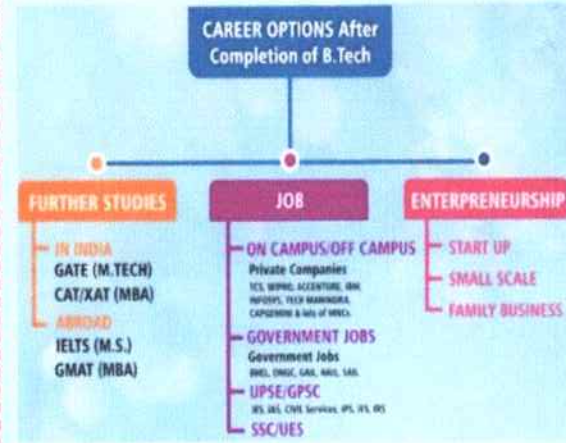 CAREER OPTIONS After
Completion of B.Tech
FURTHER STUDIES
IN INDIA
GATE (M.TECH)
CAT/XAT (MBA)
ABROAD
IELTS (M.S.)
GMAT (MBA)
JOB
ON CAMPUS/OFF CAMPUS
Private Companies
TCS, WIPRO, ACCENTURE, IBM,
INFOSYS, TECH MAHINDRA,
CAPGEMINI & lots of MNCs.
GOVERNMENT JOBS
Government Jobs
BHEL, ONGC, GAIL, SAIL
UPSE/GPSC
IES, IAS, CIVIL Services, IPS, IFS, IRS
SSC/UES
ENTERPRENEURSHIP
START UP
SMALL SCALE
FAMILY BUSINESS